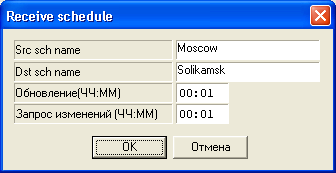 Receive schedule
Src sch name Moscow
Dst sch name Solikamsk
Обновление(ЧЧ:ММ) 00:01
Запрос изменений (ЧЧ:ММ) 00:01
OK Отмена